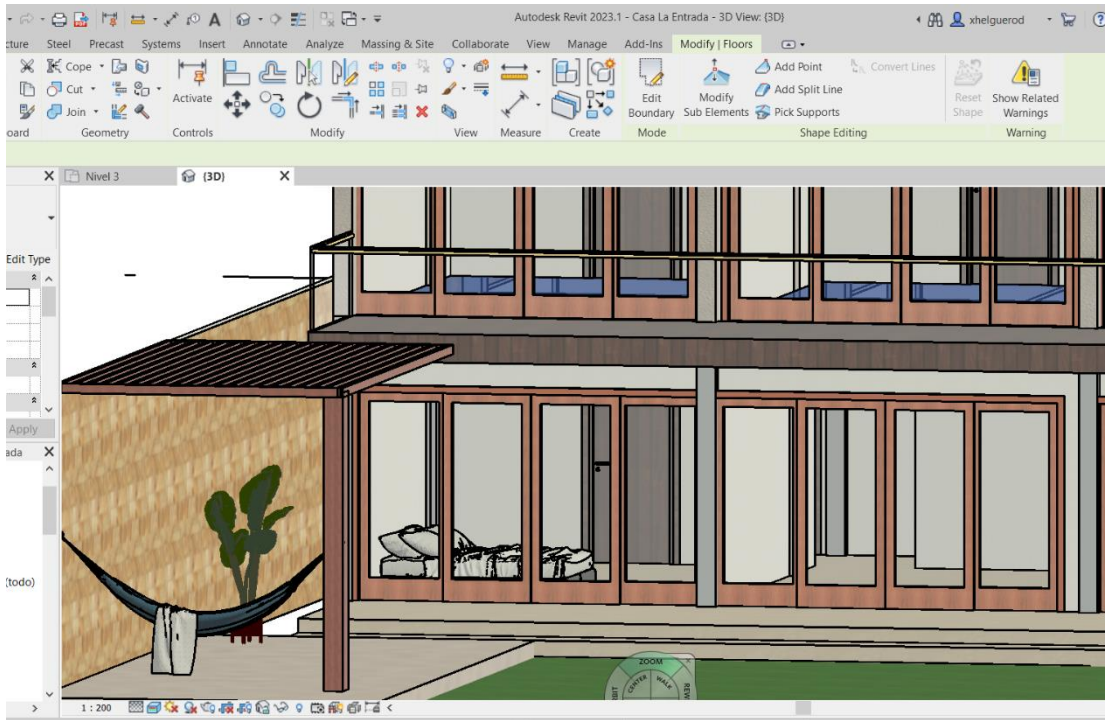 Autodesk Revit 2023.1 - Casa La Entrada - 3D View: {3D}
xhelguerod
cture Steel Precast Systems Insert Annotate Analyze Massing & Site Collaborate View Manage Add-Ins Modify | Floors
Cope
Cut
Join
Activate
Edit
Boundary
Modify
Sub Elements
Add Point
Add Split Line
Pick Supports
Convert Lines
Reset
Shape
Show Related
Warnings
oard Geometry Controls Modify View Measure Create Mode Shape Editing Warning
Nivel 3
{3D}
Edit Type
Apply
ada
(todo)
ZOOM
CENTER
WALK
1 : 200